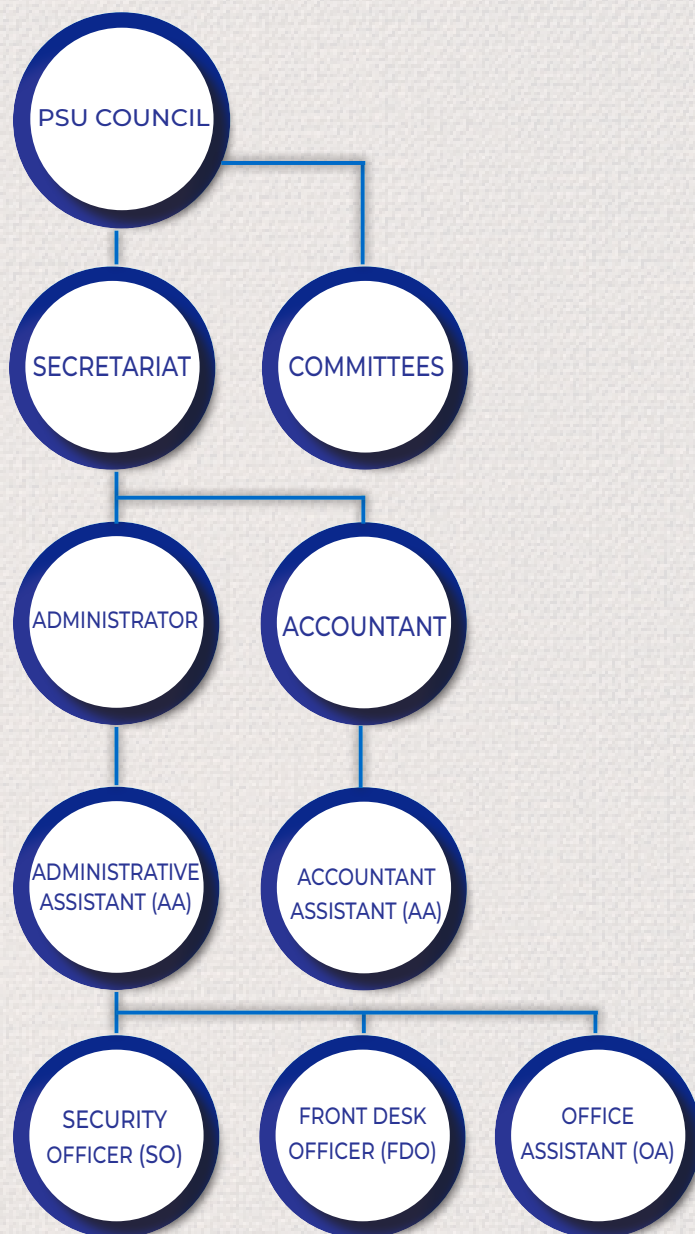 PSU COUNCIL
SECRETARIAT
COMMITTEES
ADMINISTRATOR
ACCOUNTANT
ADMINISTRATIVE
ASSISTANT (AA)
ACCOUNTANT
ASSISTANT (AA)
SECURITY
OFFICER (SO)
FRONT DESK
OFFICER (FDO)
OFFICE
ASSISTANT (OA)